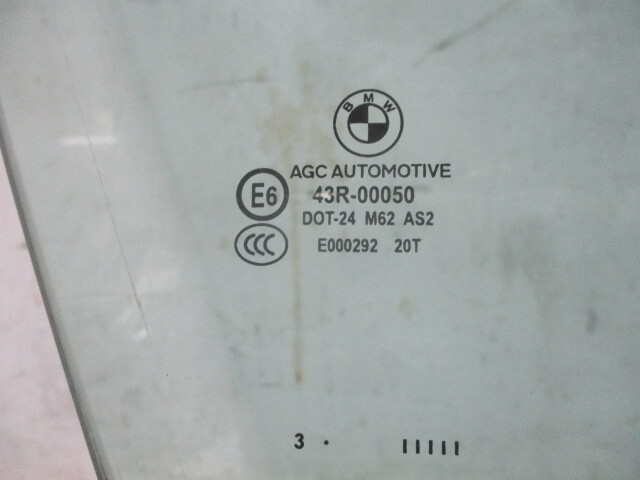 BMW
AGC AUTOMOTIVE
E6 43R-00050
DOT-24 M62 AS2
CCC E000292 20T
3 · IIIII